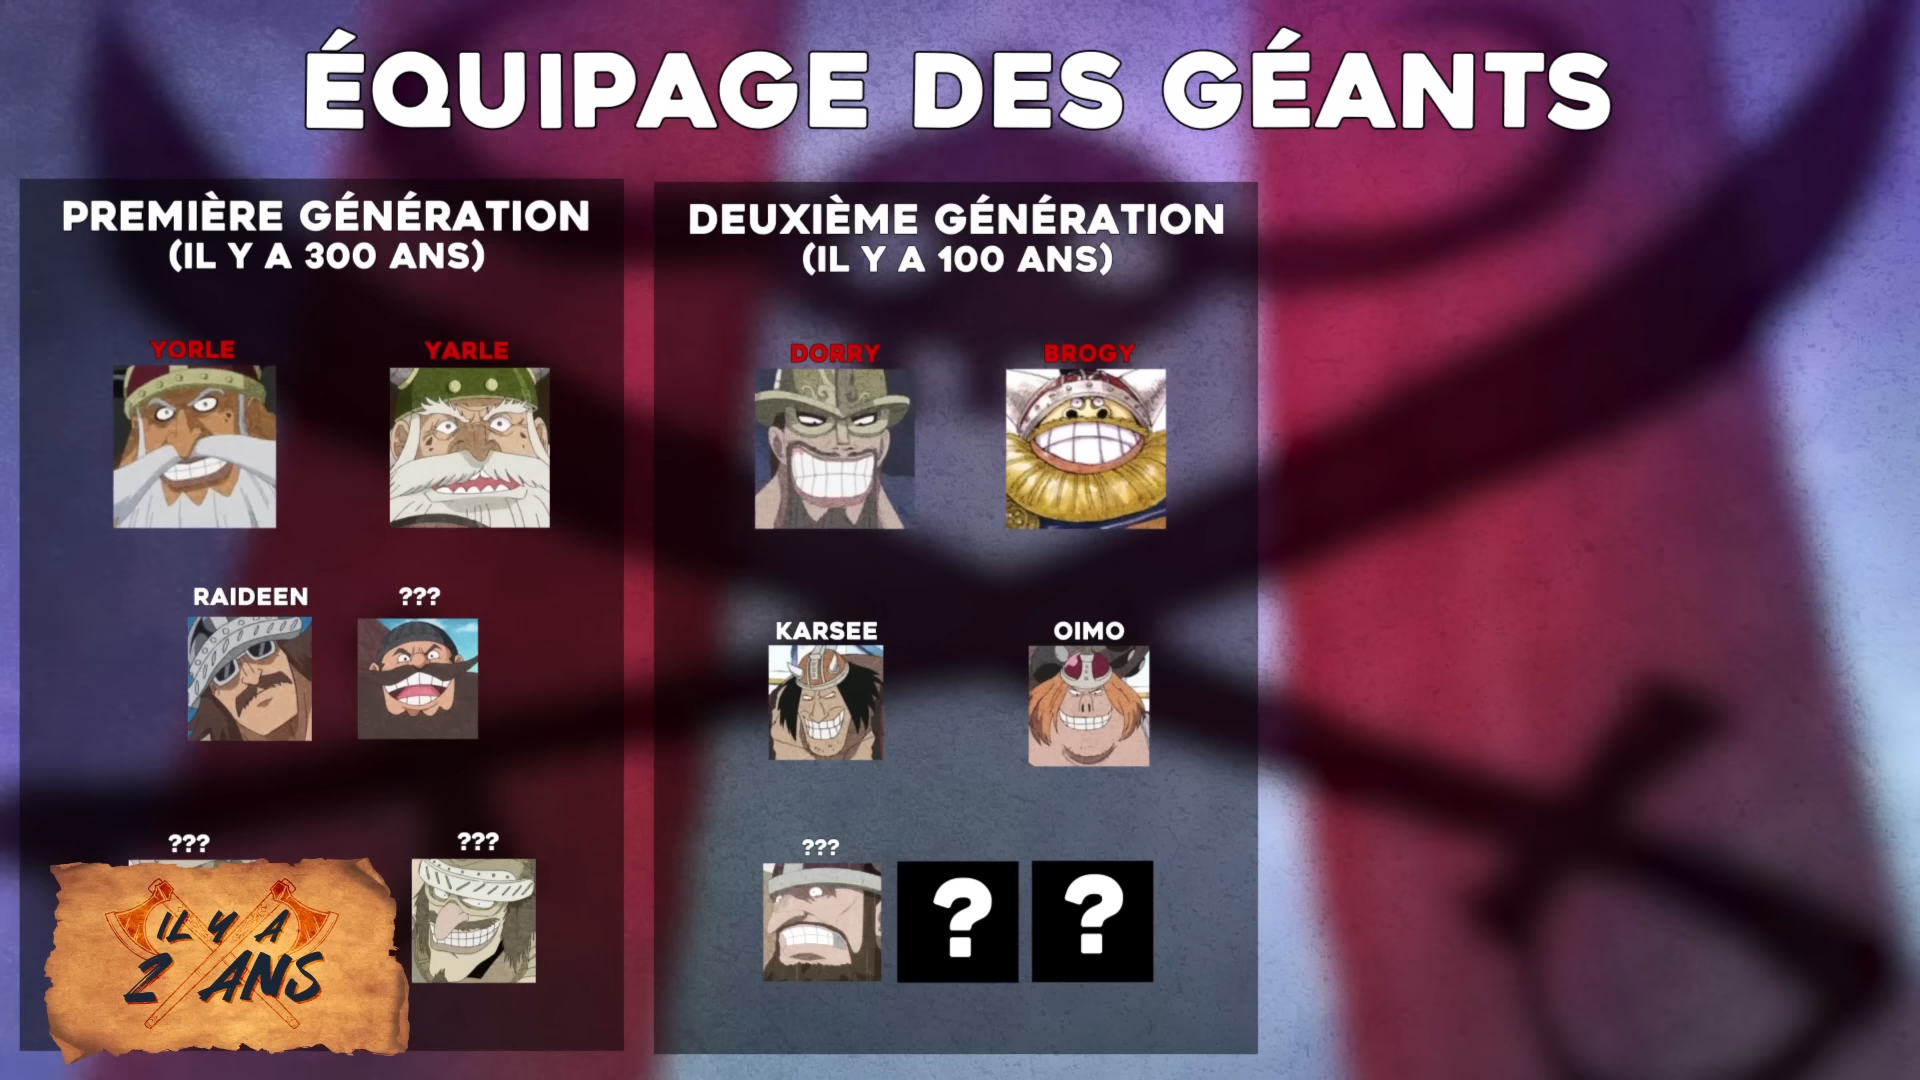 ÉQUIPAGE DES GÉANTS
PREMIÈRE GÉNÉRATION
(IL Y A 300 ANS)
YORLE
YARLE
RAIDEEN
???
???
???
IL Y A
2 ANS
DEUXIÈME GÉNÉRATION
(IL Y A 100 ANS)
DORRY
BROGY
KARSEE
OIMO
???
?
?